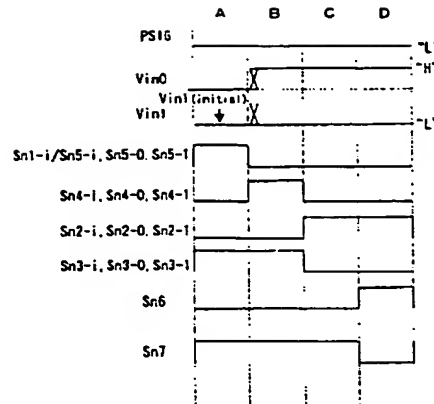 A B C D
PSIG "L"
Vin0 "H"
Vin1(initial)
Vin1 "L"
Sn1-i/Sn5-i, Sn5-0, Sn5-1
Sn4-i, Sn4-0, Sn4-1
Sn2-i, Sn2-0, Sn2-1
Sn3-i, Sn3-0, Sn3-1
Sn6
Sn7